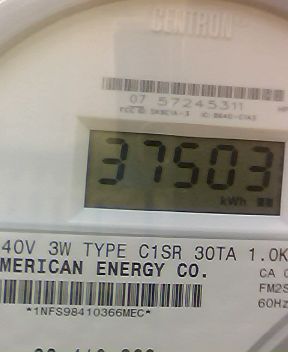 CENTRON
07 57245311
37503
kWh
40V 3W TYPE C1SR 30TA 1.0K
MERICAN ENERGY CO.
CA 0
FM2S
60Hz
*1NFS98410366MEC*